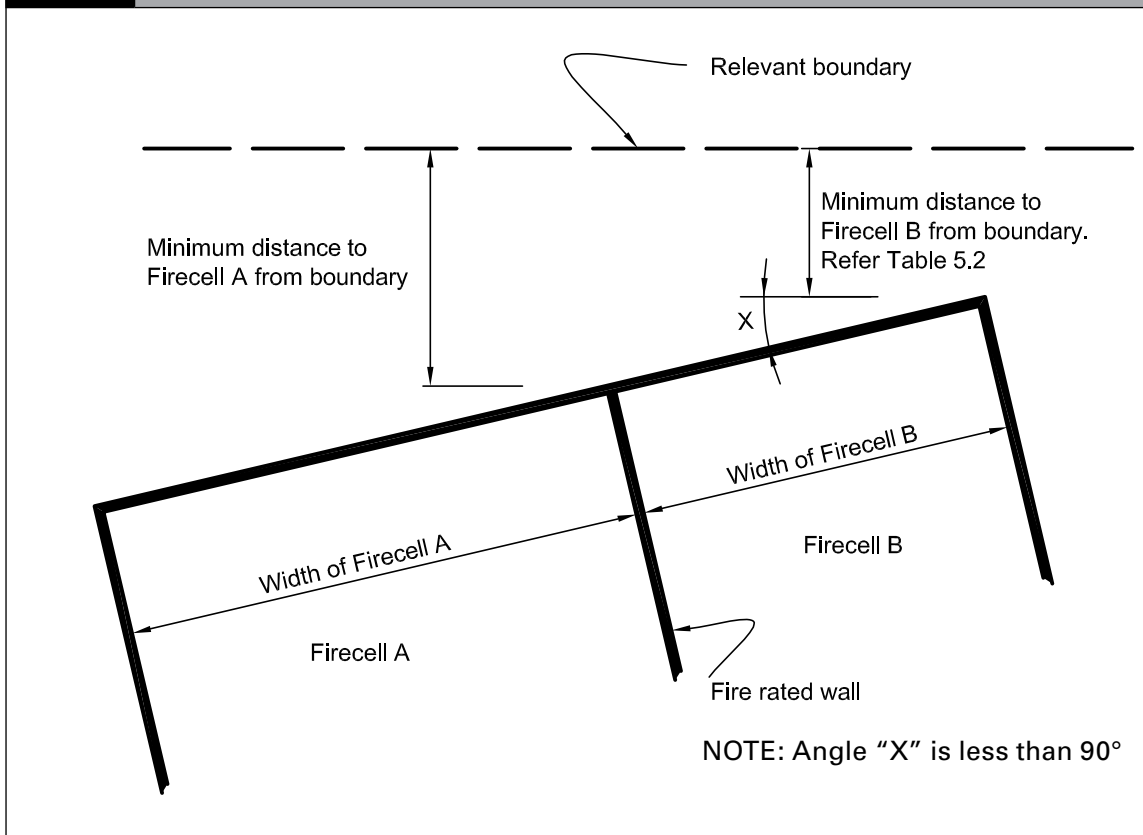 Relevant boundary
Minimum distance to
Firecell A from boundary
Minimum distance to
Firecell B from boundary.
Refer Table 5.2
X
Width of Firecell B
Width of Firecell A
Firecell B
Firecell A
Fire rated wall
NOTE: Angle “X” is less than 90°